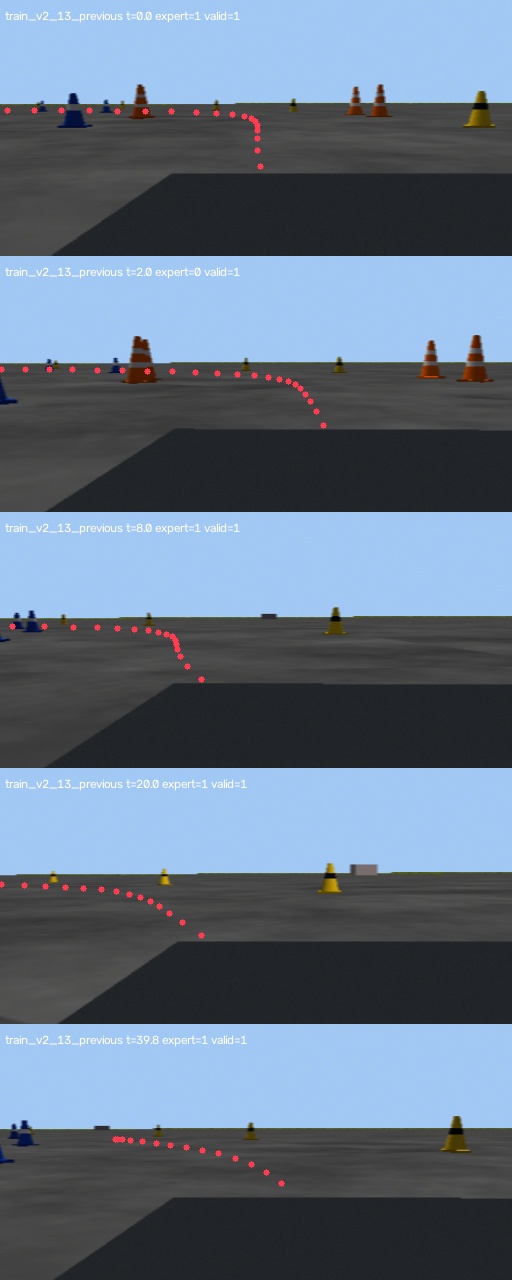 train_v2_13_previous t=0.0 expert=1 valid=1
train_v2_13_previous t=2.0 expert=0 valid=1
train_v2_13_previous t=8.0 expert=1 valid=1
train_v2_13_previous t=20.0 expert=1 valid=1
train_v2_13_previous t=39.8 expert=1 valid=1